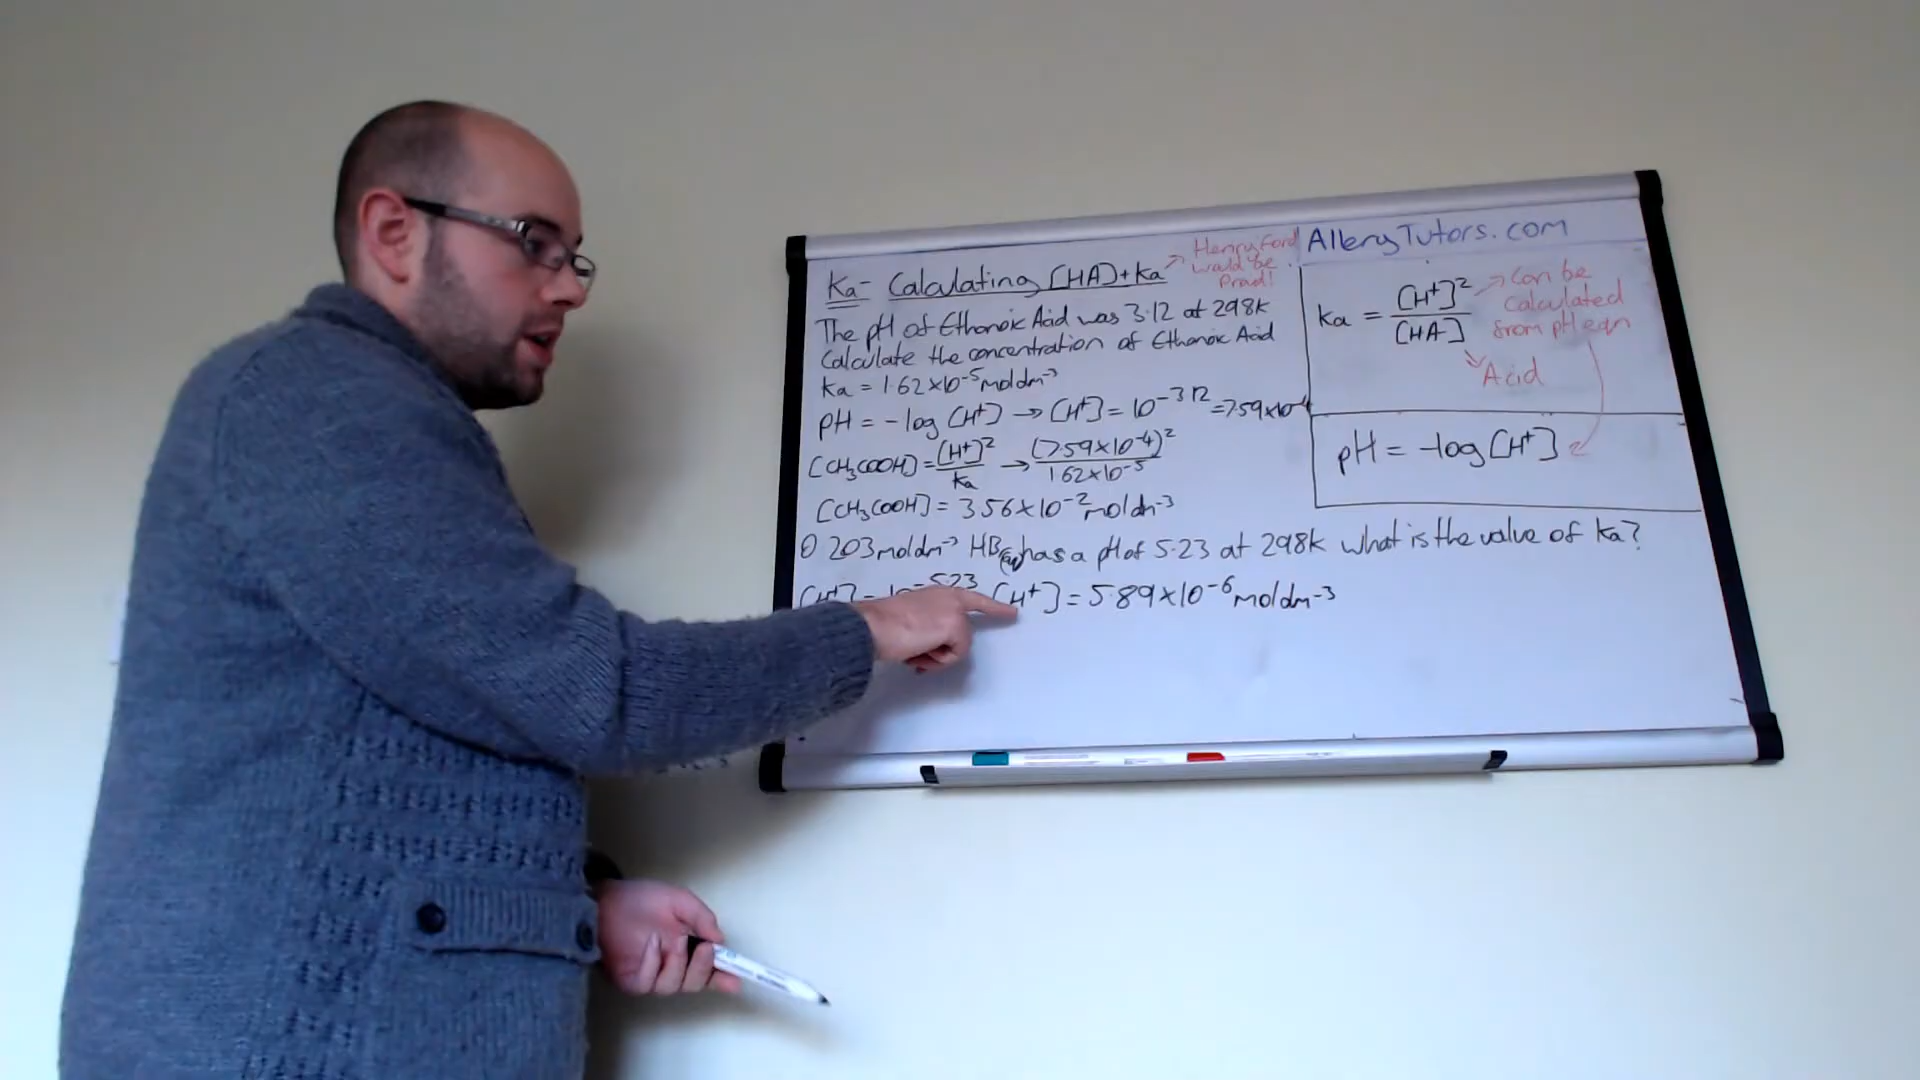 AlleryTutors.com
Ka - Calculating [HA] + Ka
Henry Ford
would be
Proud!
The pH of Ethanoic Acid was 3.12 at 298K
Calculate the concentration of Ethanoic Acid
Ka = 1.62×10⁻⁵ moldm⁻³
pH = -log [H⁺] → [H⁺] = 10⁻³·¹² = 7.59×10⁻⁴
[CH₃COOH] = [H⁺]²/Ka → (7.59×10⁻⁴)²/1.62×10⁻⁵
[CH₃COOH] = 3.56×10⁻² moldm⁻³
0.203moldm⁻³ HB(aq) has a pH of 5.23 at 298K what is the value of Ka?
[H⁺] = 10⁻⁵·²³ [H⁺] = 5.89×10⁻⁶ moldm⁻³
Ka = [H⁺]²/[HA]
Can be
Calculated
from pH eqn
Acid
pH = -log [H⁺]